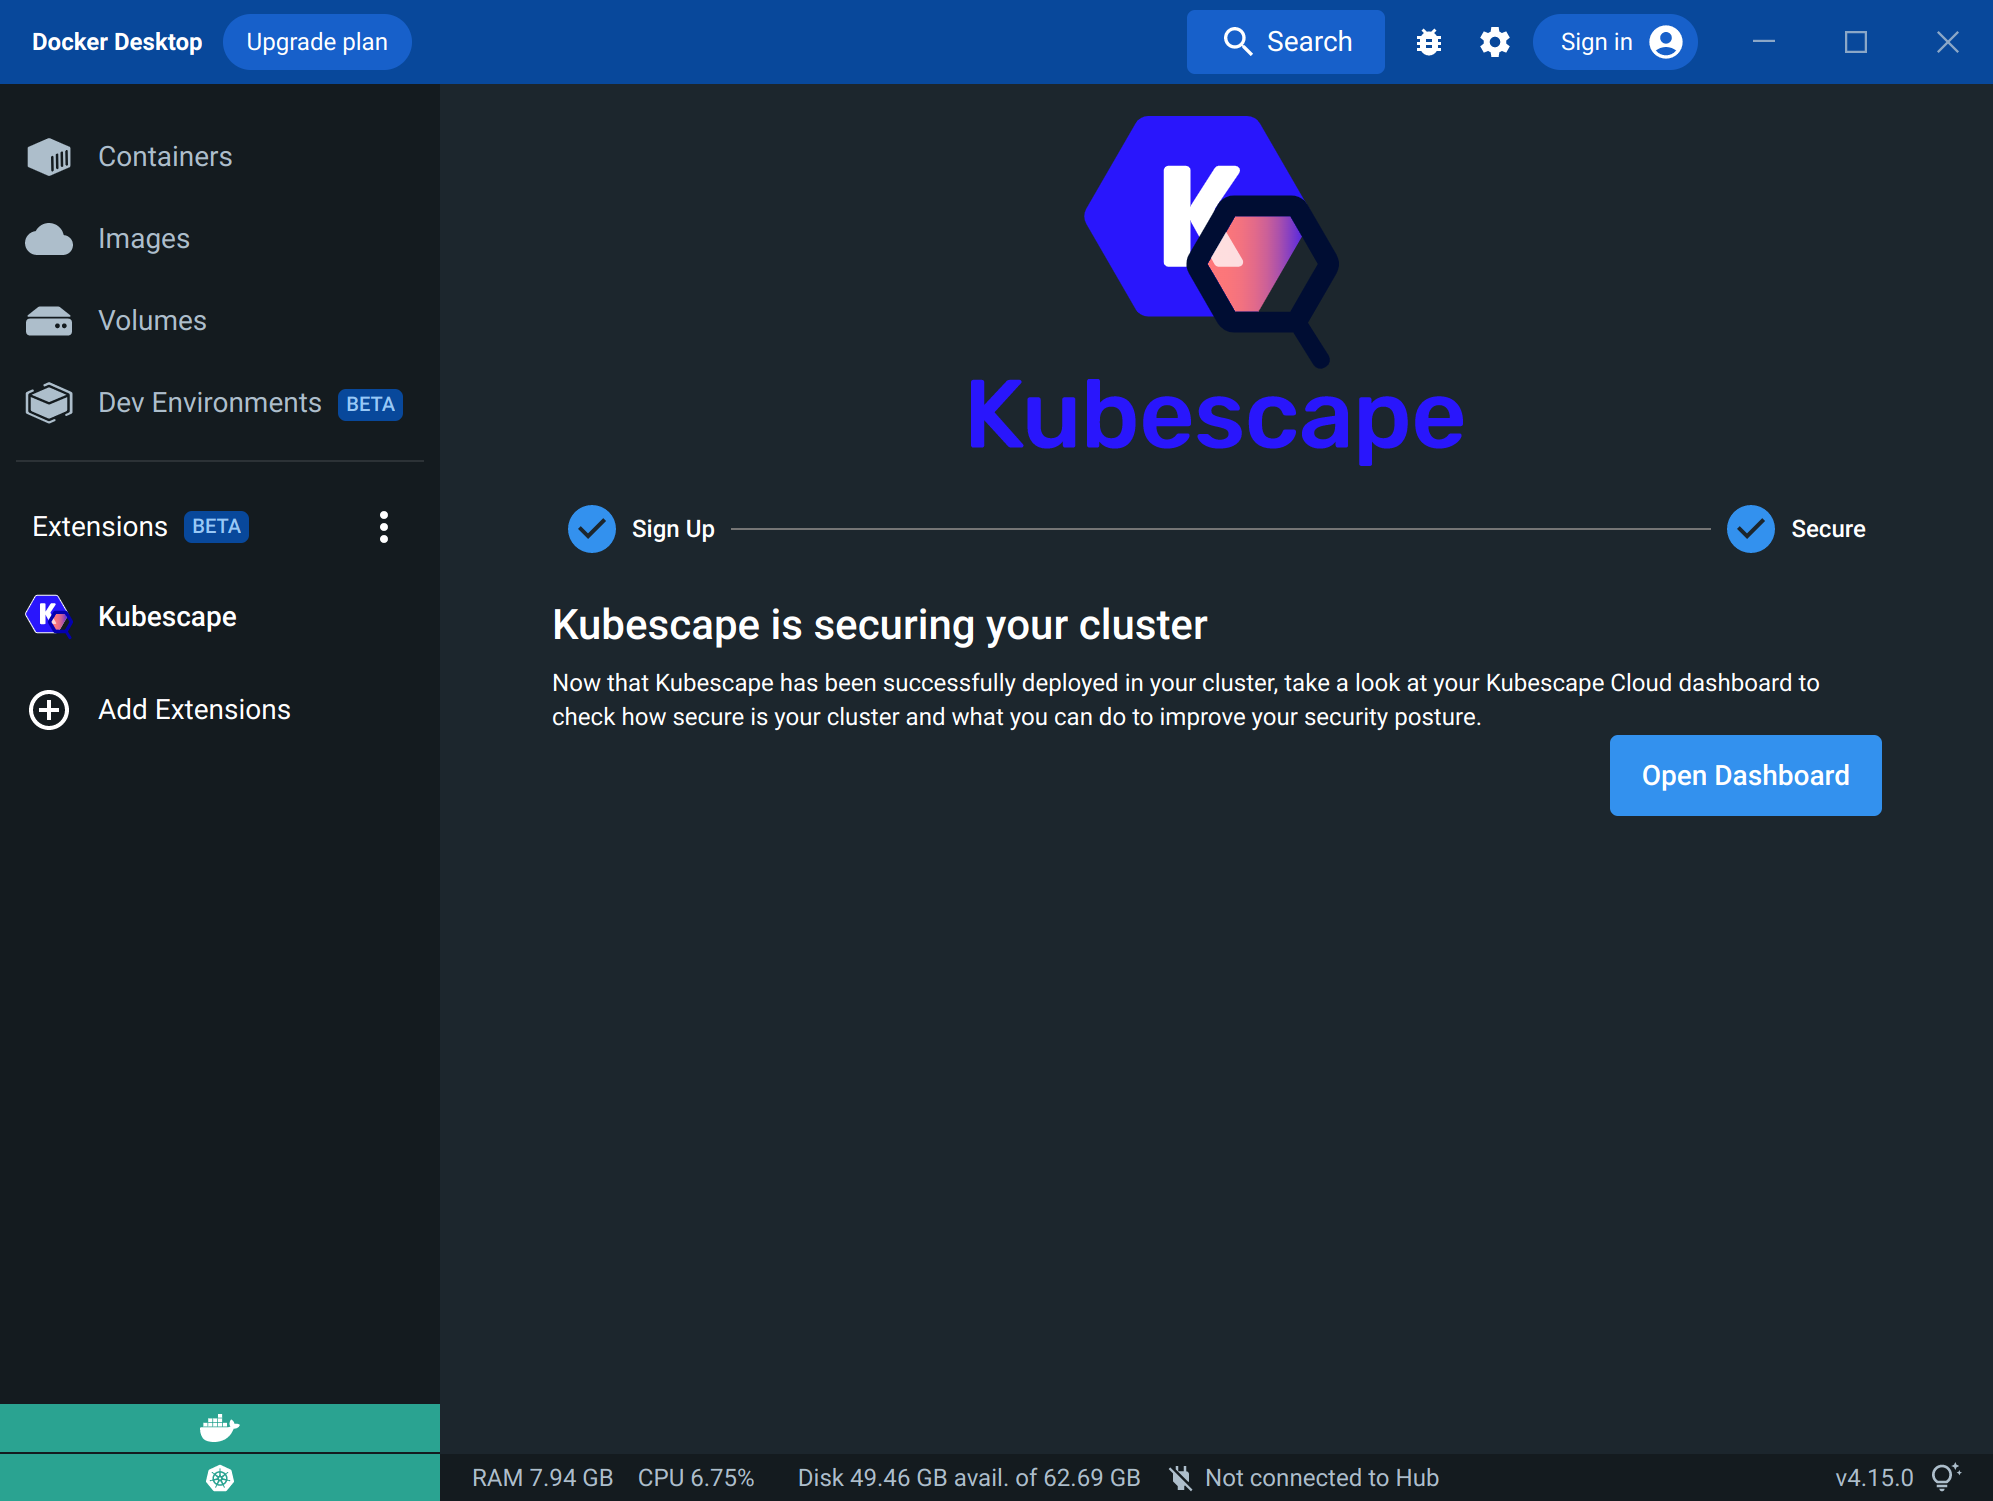 Docker Desktop Upgrade plan Search Sign in
Containers
Images
Volumes
Dev Environments BETA
Extensions BETA
Kubescape
Add Extensions
K
Kubescape
Sign Up Secure
Kubescape is securing your cluster
Now that Kubescape has been successfully deployed in your cluster, take a look at your Kubescape Cloud dashboard to
check how secure is your cluster and what you can do to improve your security posture.
Open Dashboard
RAM 7.94 GB CPU 6.75% Disk 49.46 GB avail. of 62.69 GB Not connected to Hub v4.15.0